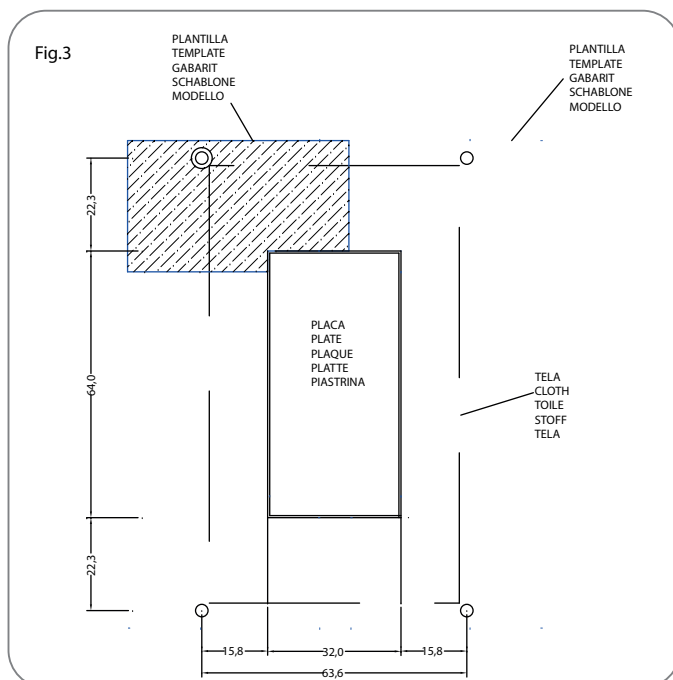 Fig.3
PLANTILLA
TEMPLATE
GABARIT
SCHABLONE
MODELLO
PLANTILLA
TEMPLATE
GABARIT
SCHABLONE
MODELLO
22,3
64,0
PLACA
PLATE
PLAQUE
PLATTE
PIASTRINA
TELA
CLOTH
TOILE
STOFF
TELA
22,3
15,8
32,0
15,8
63,6